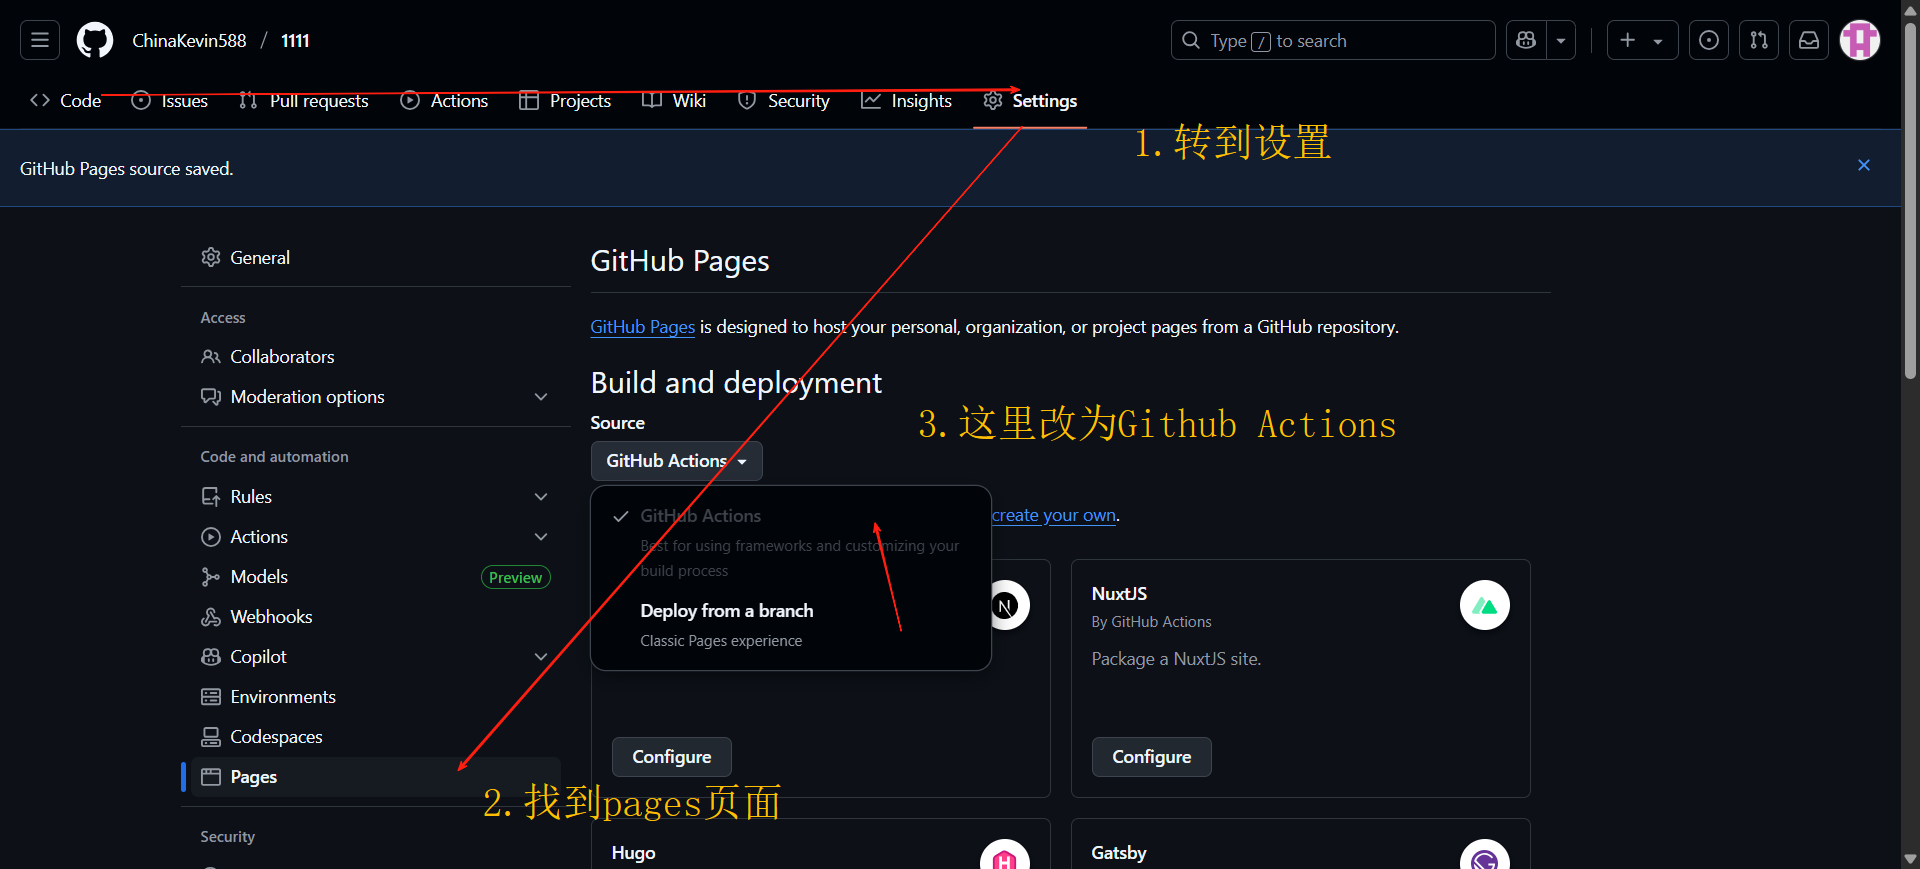 ChinaKevin588 / 1111
Type / to search
Code Issues Pull requests Actions Projects Wiki Security Insights Settings
1.转到设置
GitHub Pages source saved.
General
Access
Collaborators
Moderation options
Code and automation
Rules
Actions
Models Preview
Webhooks
Copilot
Environments
Codespaces
Pages
2.找到pages页面
Security
GitHub Pages
GitHub Pages is designed to host your personal, organization, or project pages from a GitHub repository.
Build and deployment
Source
3.这里改为Github Actions
GitHub Actions
GitHub Actions
Best for using frameworks and customizing your
build process
Deploy from a branch
Classic Pages experience
create your own.
Configure
NuxtJS
By GitHub Actions
Package a NuxtJS site.
Configure
Hugo
Gatsby